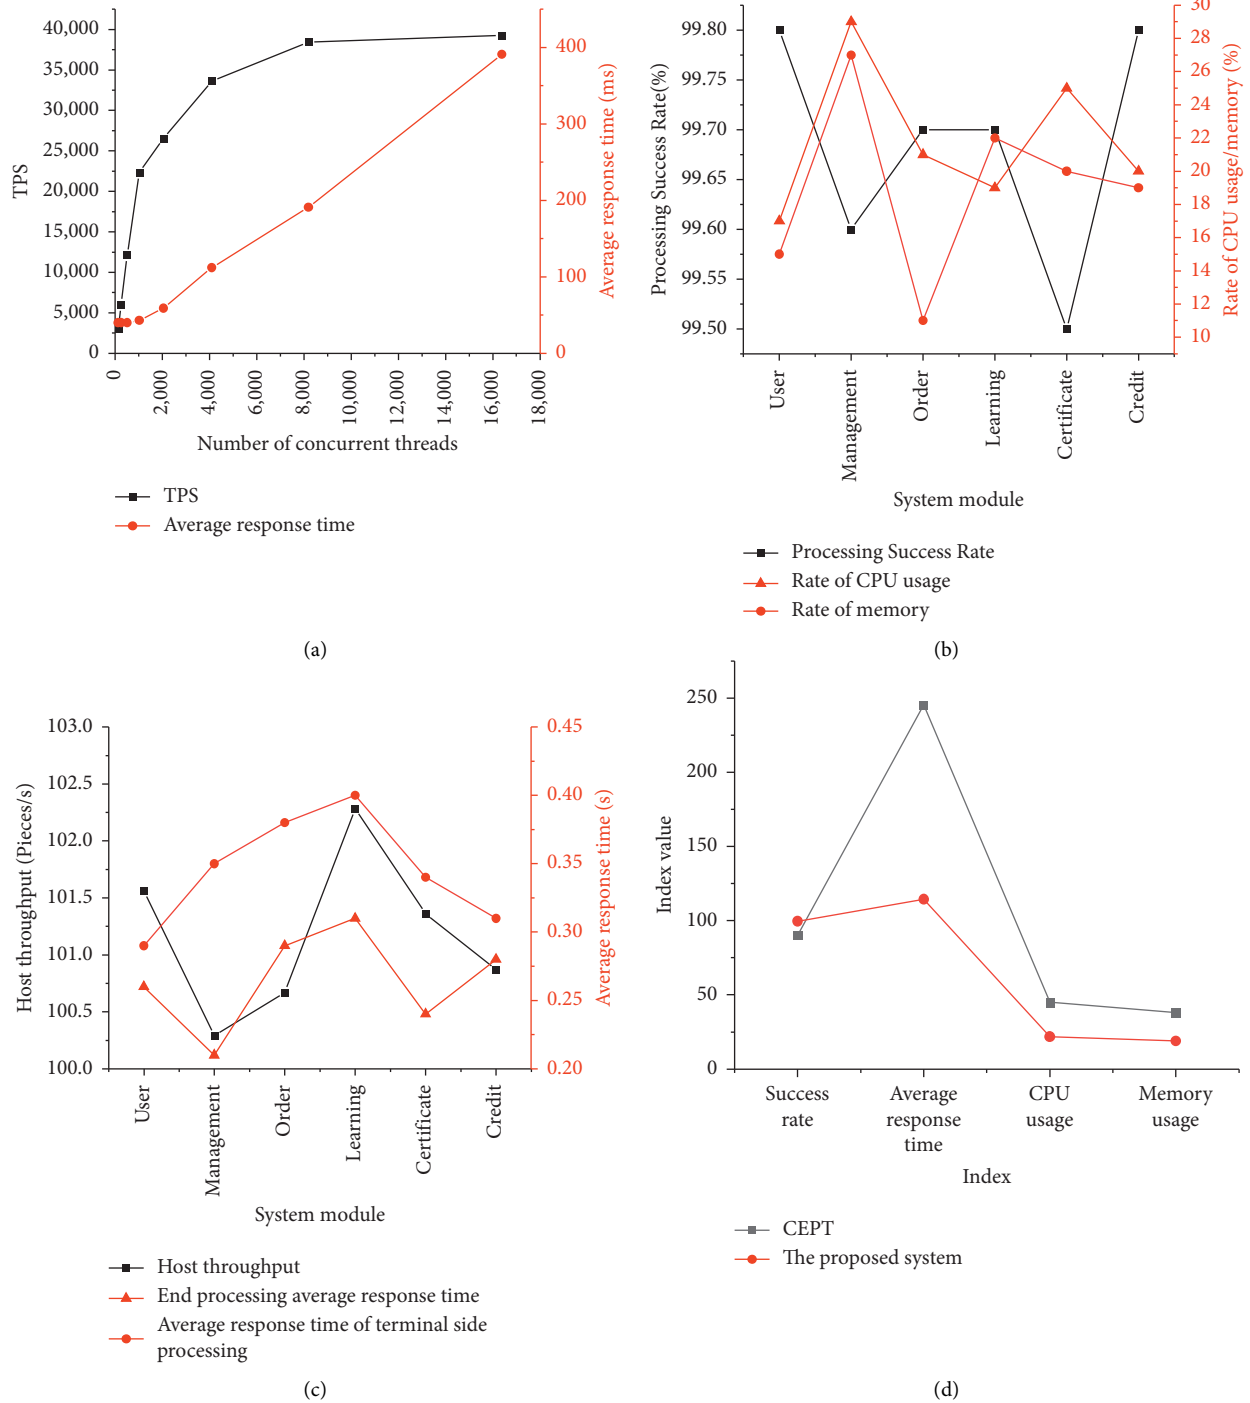 40,000
35,000
30,000
25,000
20,000
15,000
10,000
5,000
0
TPS
400
300
200
100
0
Average response time (ms)
0
2,000
4,000
6,000
8,000
10,000
12,000
14,000
16,000
18,000
Number of concurrent threads
TPS
Average response time
(a)
99.80
99.75
99.70
99.65
99.60
99.55
99.50
Processing Success Rate(%)
30
28
26
24
22
20
18
16
14
12
10
Rate of CPU usage/memory (%)
User
Management
Order
Learning
Certificate
Credit
System module
Processing Success Rate
Rate of CPU usage
Rate of memory
(b)
103.0
102.5
102.0
101.5
101.0
100.5
100.0
Host throughput (Pieces/s)
0.45
0.40
0.35
0.30
0.25
0.20
Average response time (s)
User
Management
Order
Learning
Certificate
Credit
System module
Host throughput
End processing average response time
Average response time of terminal side
processing
(c)
250
200
150
100
50
0
Index value
Success
rate
Average
response
time
CPU
usage
Memory
usage
Index
CEPT
The proposed system
(d)